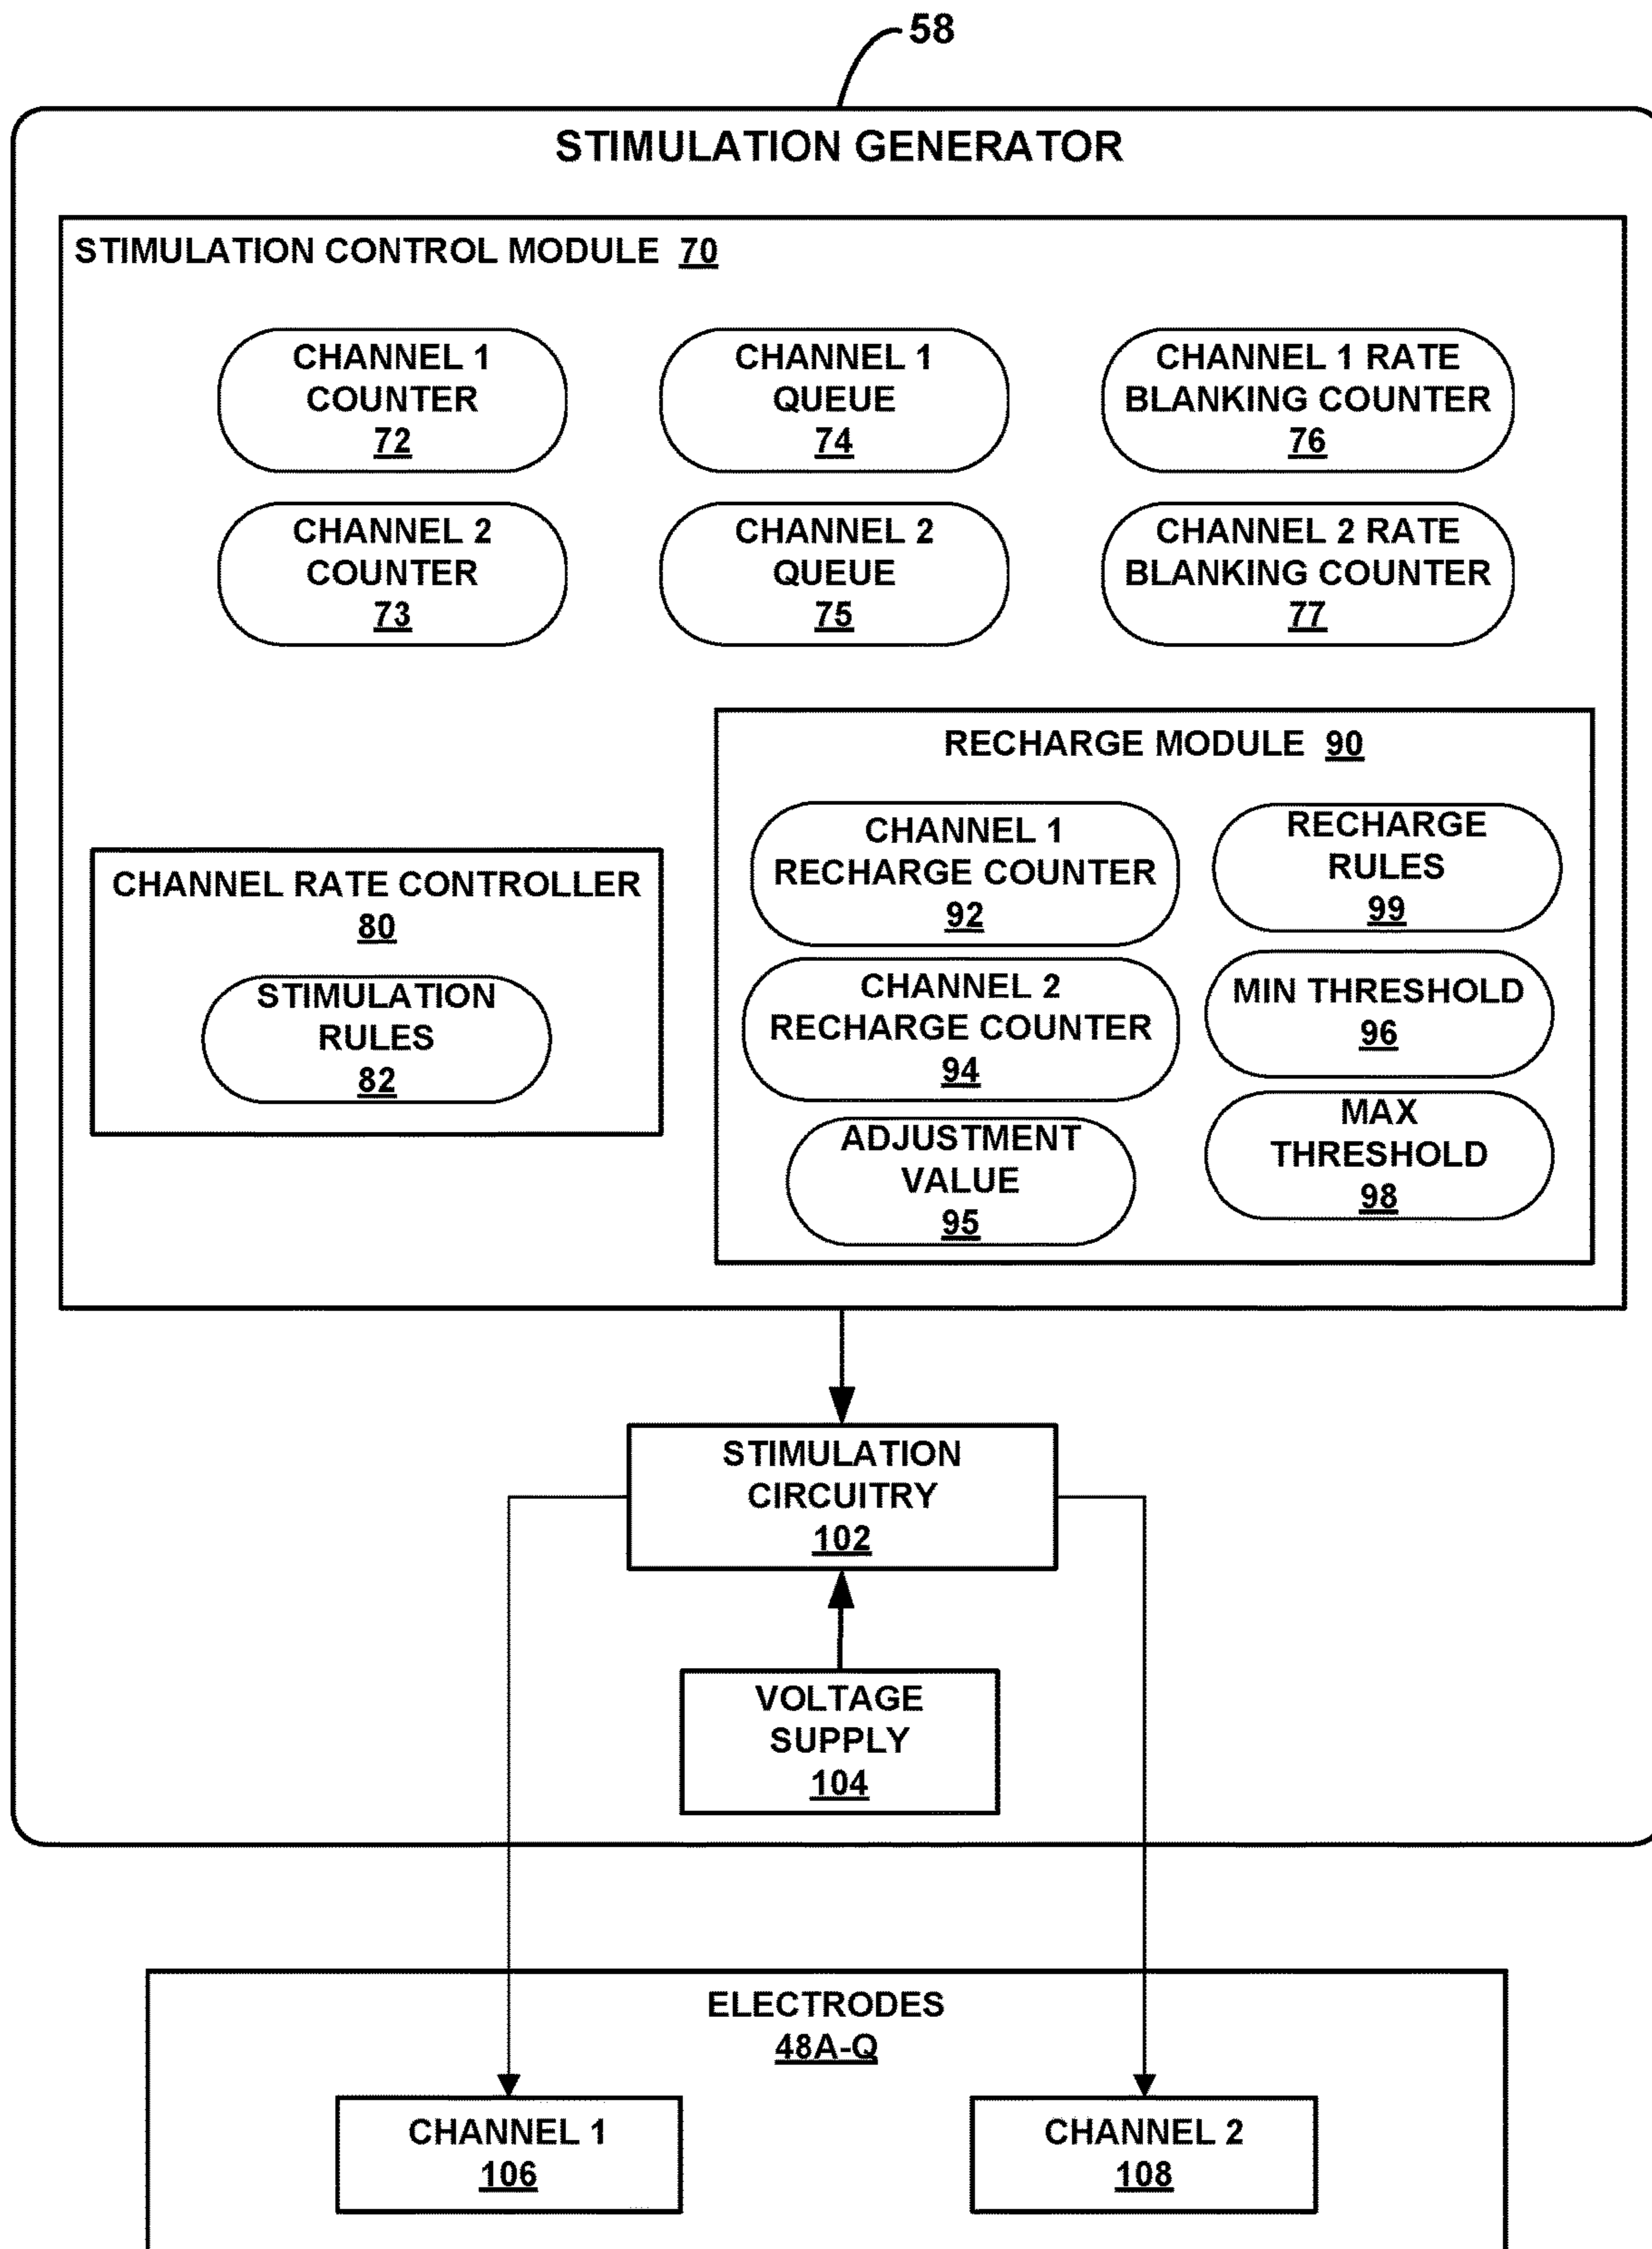 58
STIMULATION GENERATOR
STIMULATION CONTROL MODULE 70
CHANNEL 1
COUNTER
72
CHANNEL 1
QUEUE
74
CHANNEL 1 RATE
BLANKING COUNTER
76
CHANNEL 2
COUNTER
73
CHANNEL 2
QUEUE
75
CHANNEL 2 RATE
BLANKING COUNTER
77
CHANNEL RATE CONTROLLER
80
STIMULATION
RULES
82
RECHARGE MODULE 90
CHANNEL 1
RECHARGE COUNTER
92
CHANNEL 2
RECHARGE COUNTER
94
ADJUSTMENT
VALUE
95
RECHARGE
RULES
99
MIN THRESHOLD
96
MAX
THRESHOLD
98
STIMULATION
CIRCUITRY
102
VOLTAGE
SUPPLY
104
ELECTRODES
48A-Q
CHANNEL 1
106
CHANNEL 2
108